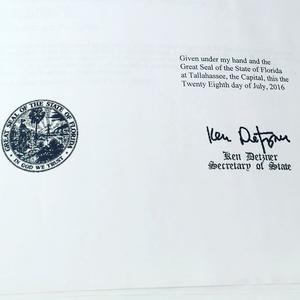 Given under my hand and the
Great Seal of the State of Florida
at Tallahassee, the Capital, this the
Twenty Eighth day of July, 2016
GREAT SEAL OF THE STATE OF FLORIDA
IN GOD WE TRUST
Ken Detzner
Ken Detzner
Secretary of State